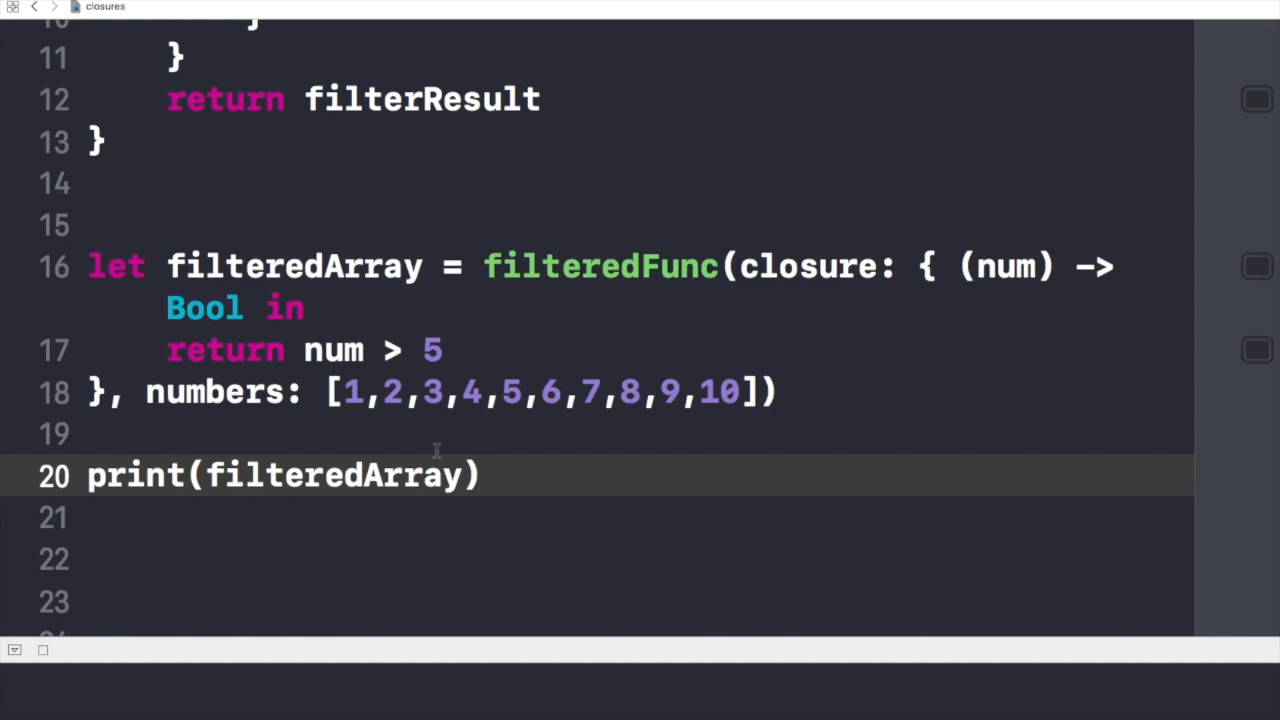 closures
11 }
12 return filterResult
13 }
14
15
16 let filteredArray = filteredFunc(closure: { (num) ->
Bool in
17 return num > 5
18 }, numbers: [1,2,3,4,5,6,7,8,9,10])
19
20 print(filteredArray)
21
22
23